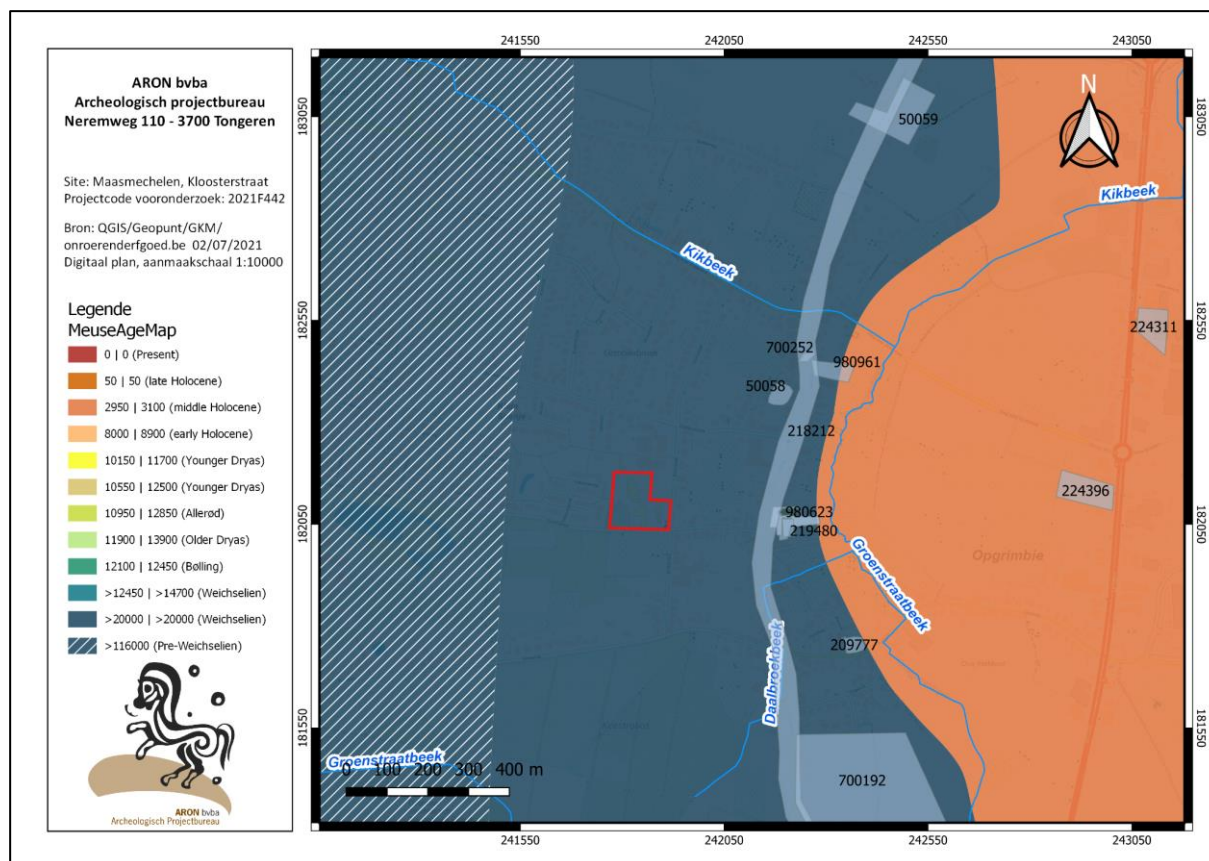 ARON bvba
Archeologisch projectbureau
Neremweg 110 - 3700 Tongeren
Site: Maasmechelen, Kloosterstraat
Projectcode vooronderzoek: 2021F442
Bron: QGIS/Geopunt/GKM/
onroerenderfgoed.be 02/07/2021
Digitaal plan, aanmaakschaal 1:10000
Legende
MeuseAgeMap
0 | 0 (Present)
50 | 50 (late Holocene)
2950 | 3100 (middle Holocene)
8000 | 8900 (early Holocene)
10150 | 11700 (Younger Dryas)
10550 | 12500 (Younger Dryas)
10950 | 12850 (Allerød)
11900 | 13900 (Older Dryas)
12100 | 12450 (Bølling)
>12450 | >14700 (Weichselien)
>20000 | >20000 (Weichselien)
>116000 (Pre-Weichselien)
ARON bvba
Archeologisch Projectbureau
241550 242050 242550 243050
183050 183050
N
50059
Kikbeek
Kikbeek
182550 182550
224311
700252
980961
50058
218212
224396
980623
182050 182050
219480
Opgrimbie
Groenstraatbeek
209777
Daalbroekbeek
181550 181550
Groenstraatbeek
0 100 200 300 400 m
700192
241550 242050 242550 243050